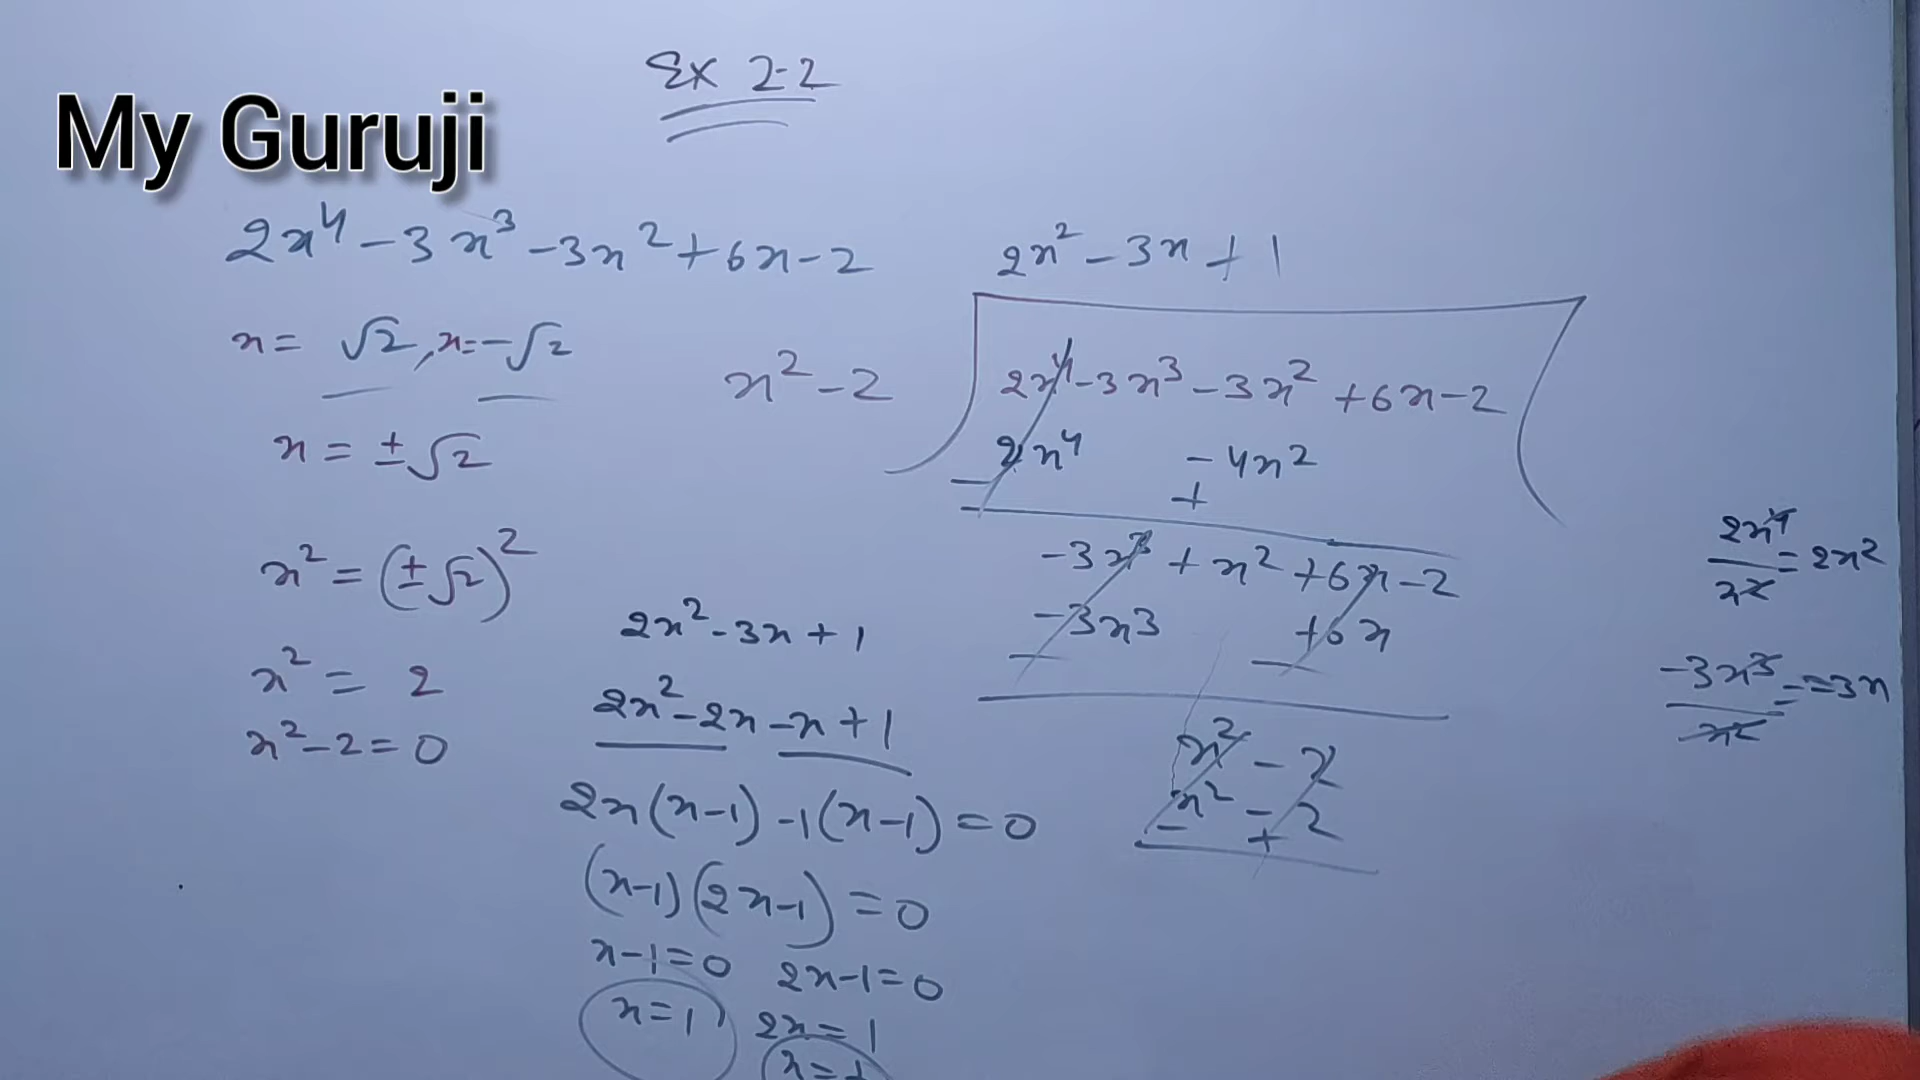 Ex 2-2
My Guruji
2x⁴ - 3x³ - 3x² + 6x - 2
x = √2, x = -√2
x = ±√2
x² = (±√2)²
x² = 2
x² - 2 = 0
2x² - 3x + 1
2x² - 2x - x + 1
2x(x-1) -1(x-1) = 0
(x-1)(2x-1) = 0
x-1=0 2x-1=0
x=1 2x=1
x=
2x² - 3x + 1
x² - 2 2x⁴ - 3x³ - 3x² + 6x - 2
2x⁴ - 4x²
- +
-3x³ + x² + 6x - 2
-3x³ + 6x
- -
x² - 2
x² - 2
- +
2x⁴/x² = 2x²
-3x³/x² = -3x